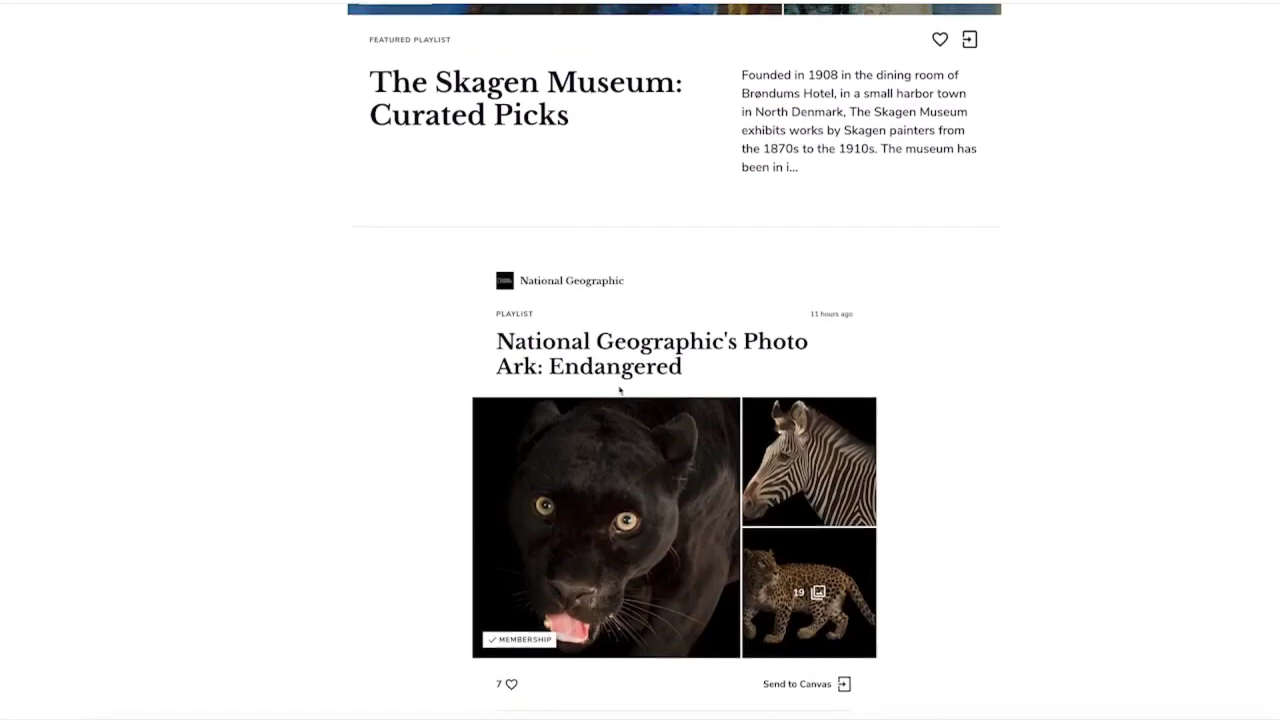 FEATURED PLAYLIST
The Skagen Museum:
Curated Picks
Founded in 1908 in the dining room of
Brøndums Hotel, in a small harbor town
in North Denmark, The Skagen Museum
exhibits works by Skagen painters from
the 1870s to the 1910s. The museum has
been in i...
National Geographic
PLAYLIST
11 hours ago
National Geographic's Photo
Ark: Endangered
19
MEMBERSHIP
7
Send to Canvas